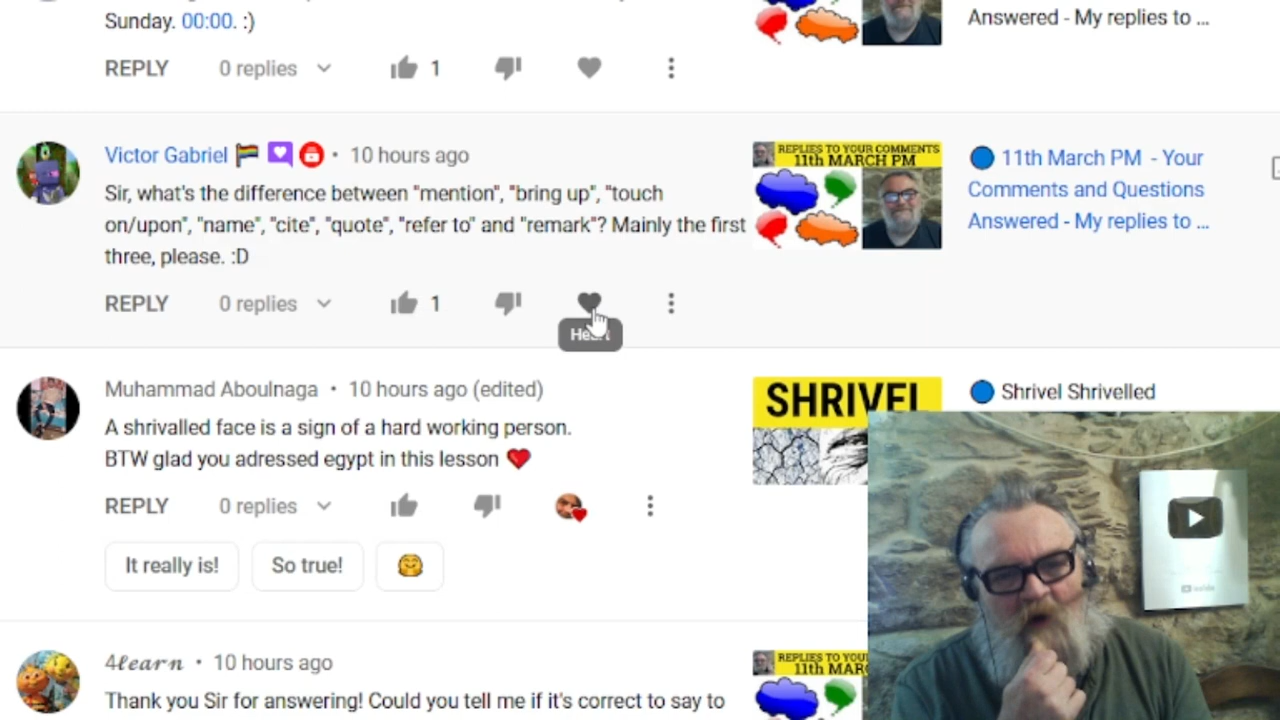 Sunday. 00:00. :)
Answered - My replies to ...
REPLY 0 replies 1
REPLIES TO YOUR COMMENTS
11th MARCH PM
Victor Gabriel • 10 hours ago
Sir, what's the difference between "mention", "bring up", "touch
on/upon", "name", "cite", "quote", "refer to" and "remark"? Mainly the first
three, please. :D
11th March PM - Your
Comments and Questions
Answered - My replies to ...
REPLY 0 replies 1
Muhammad Aboulnaga • 10 hours ago (edited)
A shrivalled face is a sign of a hard working person.
BTW glad you adressed egypt in this lesson
SHRIVEL
Shrivel Shrivelled
REPLY 0 replies
It really is! So true!
4learn • 10 hours ago
Thank you Sir for answering! Could you tell me if it's correct to say to
REPLIES TO YOU
11th MAR